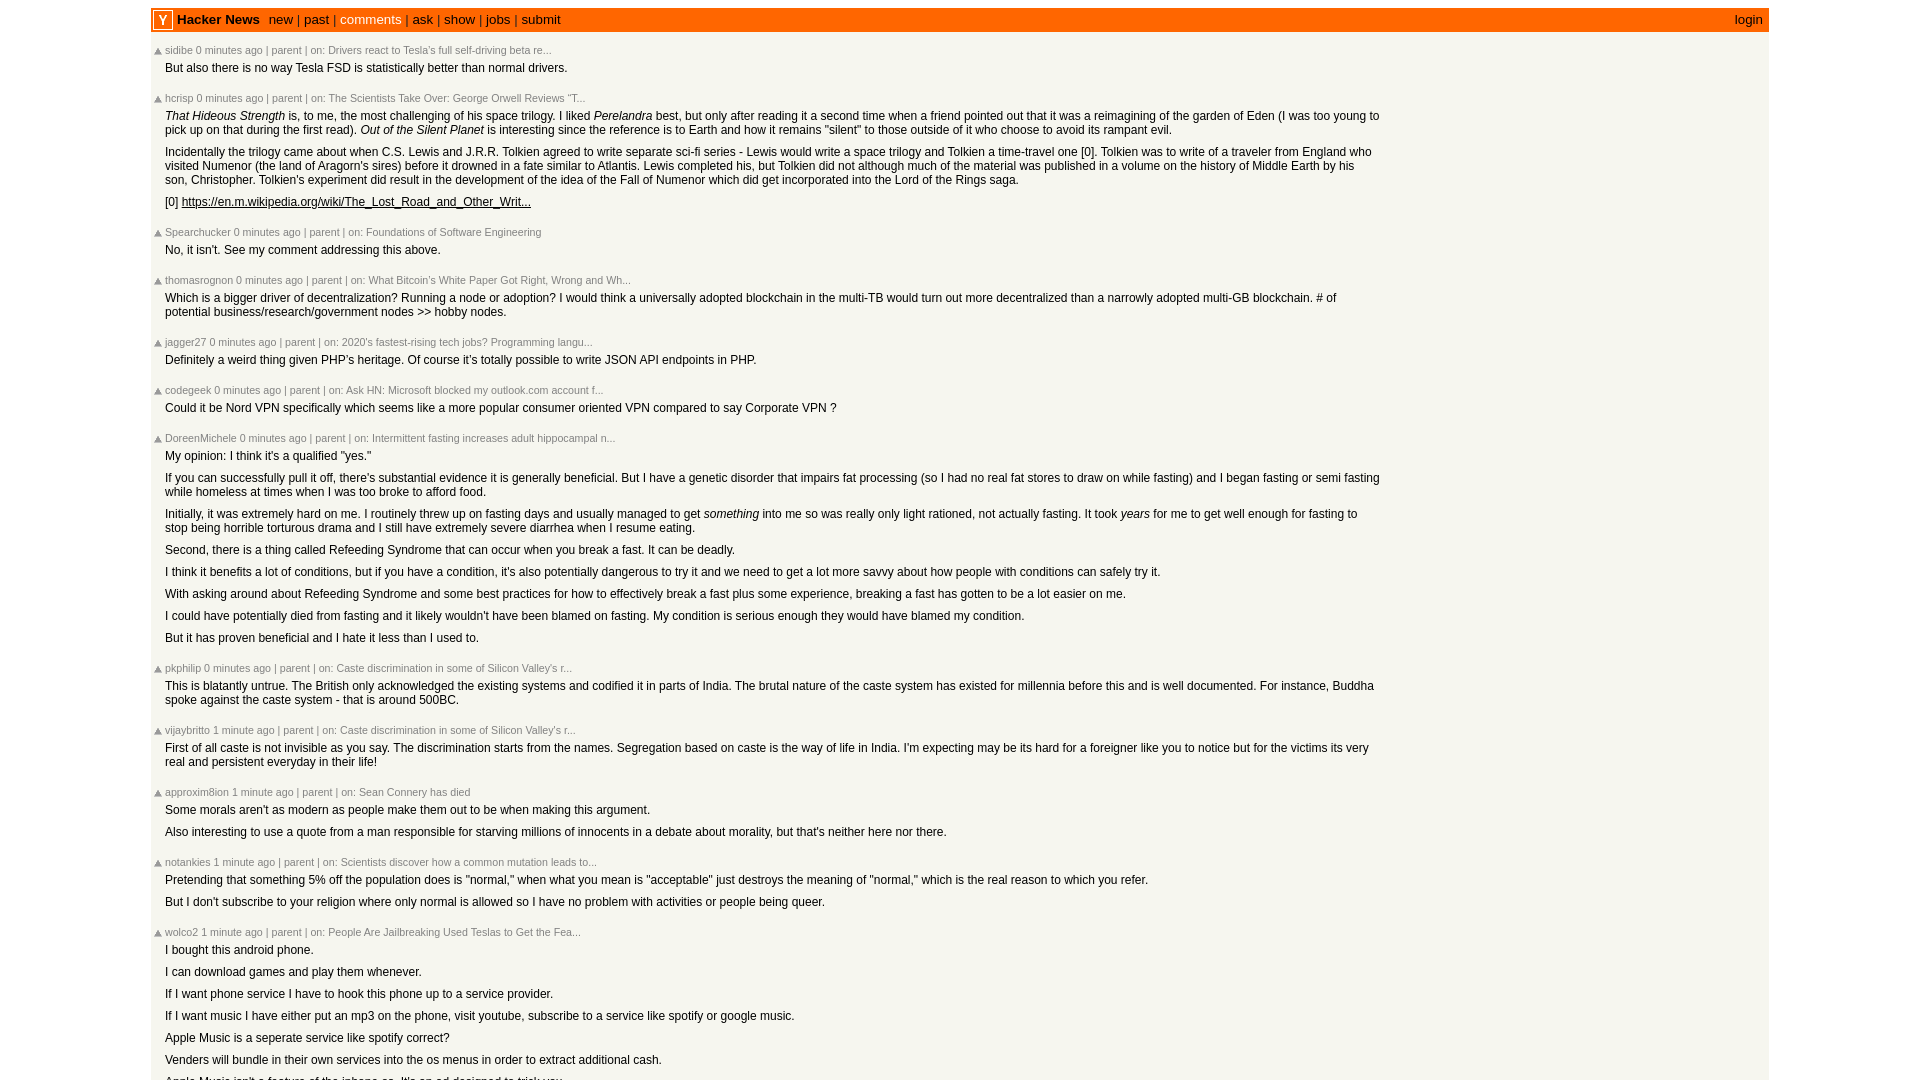 Y Hacker News new | past | comments | ask | show | jobs | submit login
sidibe 0 minutes ago | parent | on: Drivers react to Tesla's full self-driving beta re...
But also there is no way Tesla FSD is statistically better than normal drivers.
hcrisp 0 minutes ago | parent | on: The Scientists Take Over: George Orwell Reviews “T...
That Hideous Strength is, to me, the most challenging of his space trilogy. I liked Perelandra best, but only after reading it a second time when a friend pointed out that it was a reimagining of the garden of Eden (I was too young to
pick up on that during the first read). Out of the Silent Planet is interesting since the reference is to Earth and how it remains "silent" to those outside of it who choose to avoid its rampant evil.
Incidentally the trilogy came about when C.S. Lewis and J.R.R. Tolkien agreed to write separate sci-fi series - Lewis would write a space trilogy and Tolkien a time-travel one [0]. Tolkien was to write of a traveler from England who
visited Numenor (the land of Aragorn's sires) before it drowned in a fate similar to Atlantis. Lewis completed his, but Tolkien did not although much of the material was published in a volume on the history of Middle Earth by his
son, Christopher. Tolkien's experiment did result in the development of the idea of the Fall of Numenor which did get incorporated into the Lord of the Rings saga.
[0] https://en.m.wikipedia.org/wiki/The_Lost_Road_and_Other_Writ...
Spearchucker 0 minutes ago | parent | on: Foundations of Software Engineering
No, it isn't. See my comment addressing this above.
thomasrognon 0 minutes ago | parent | on: What Bitcoin's White Paper Got Right, Wrong and Wh...
Which is a bigger driver of decentralization? Running a node or adoption? I would think a universally adopted blockchain in the multi-TB would turn out more decentralized than a narrowly adopted multi-GB blockchain. # of
potential business/research/government nodes >> hobby nodes.
jagger27 0 minutes ago | parent | on: 2020's fastest-rising tech jobs? Programming langu...
Definitely a weird thing given PHP’s heritage. Of course it’s totally possible to write JSON API endpoints in PHP.
codegeek 0 minutes ago | parent | on: Ask HN: Microsoft blocked my outlook.com account f...
Could it be Nord VPN specifically which seems like a more popular consumer oriented VPN compared to say Corporate VPN ?
DoreenMichele 0 minutes ago | parent | on: Intermittent fasting increases adult hippocampal n...
My opinion: I think it's a qualified "yes."
If you can successfully pull it off, there's substantial evidence it is generally beneficial. But I have a genetic disorder that impairs fat processing (so I had no real fat stores to draw on while fasting) and I began fasting or semi fasting
while homeless at times when I was too broke to afford food.
Initially, it was extremely hard on me. I routinely threw up on fasting days and usually managed to get something into me so was really only light rationed, not actually fasting. It took years for me to get well enough for fasting to
stop being horrible torturous drama and I still have extremely severe diarrhea when I resume eating.
Second, there is a thing called Refeeding Syndrome that can occur when you break a fast. It can be deadly.
I think it benefits a lot of conditions, but if you have a condition, it's also potentially dangerous to try it and we need to get a lot more savvy about how people with conditions can safely try it.
With asking around about Refeeding Syndrome and some best practices for how to effectively break a fast plus some experience, breaking a fast has gotten to be a lot easier on me.
I could have potentially died from fasting and it likely wouldn't have been blamed on fasting. My condition is serious enough they would have blamed my condition.
But it has proven beneficial and I hate it less than I used to.
pkphilip 0 minutes ago | parent | on: Caste discrimination in some of Silicon Valley's r...
This is blatantly untrue. The British only acknowledged the existing systems and codified it in parts of India. The brutal nature of the caste system has existed for millennia before this and is well documented. For instance, Buddha
spoke against the caste system - that is around 500BC.
vijaybritto 1 minute ago | parent | on: Caste discrimination in some of Silicon Valley's r...
First of all caste is not invisible as you say. The discrimination starts from the names. Segregation based on caste is the way of life in India. I'm expecting may be its hard for a foreigner like you to notice but for the victims its very
real and persistent everyday in their life!
approxim8ion 1 minute ago | parent | on: Sean Connery has died
Some morals aren't as modern as people make them out to be when making this argument.
Also interesting to use a quote from a man responsible for starving millions of innocents in a debate about morality, but that's neither here nor there.
notankies 1 minute ago | parent | on: Scientists discover how a common mutation leads to...
Pretending that something 5% off the population does is "normal," when what you mean is "acceptable" just destroys the meaning of "normal," which is the real reason to which you refer.
But I don't subscribe to your religion where only normal is allowed so I have no problem with activities or people being queer.
wolco2 1 minute ago | parent | on: People Are Jailbreaking Used Teslas to Get the Fea...
I bought this android phone.
I can download games and play them whenever.
If I want phone service I have to hook this phone up to a service provider.
If I want music I have either put an mp3 on the phone, visit youtube, subscribe to a service like spotify or google music.
Apple Music is a seperate service like spotify correct?
Venders will bundle in their own services into the os menus in order to extract additional cash.
Apple Music isn't a feature of the iphone os. It's an ad designed to trick you.